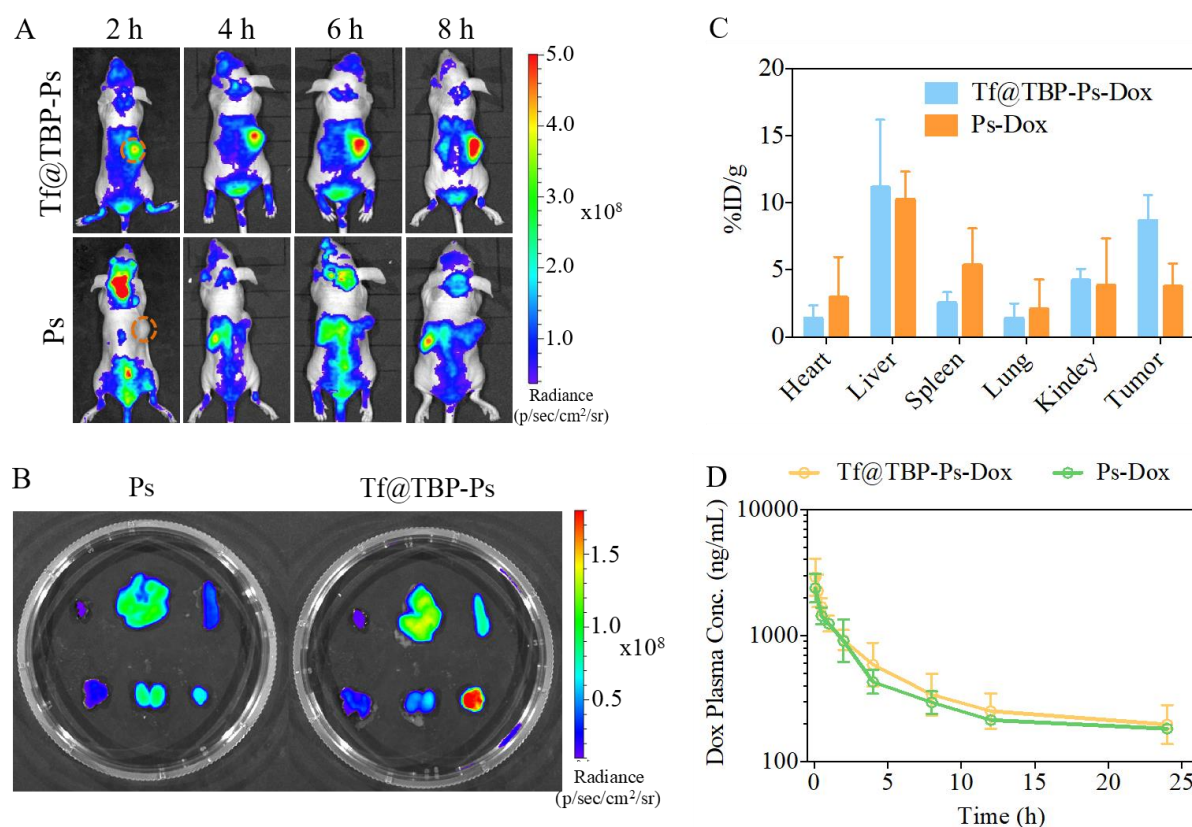 A
2 h
4 h
6 h
8 h
Tf@TBP-Ps
Ps
5.0
4.0
3.0
x10⁸
2.0
1.0
Radiance
(p/sec/cm²/sr)
B
Ps
Tf@TBP-Ps
1.5
1.0
x10⁸
0.5
Radiance
(p/sec/cm²/sr)
C
20
15
10
5
0
%ID/g
Tf@TBP-Ps-Dox
Ps-Dox
Heart
Liver
Spleen
Lung
Kindey
Tumor
D
Tf@TBP-Ps-Dox
Ps-Dox
10000
1000
100
Dox Plasma Conc. (ng/mL)
0
5
10
15
20
25
Time (h)